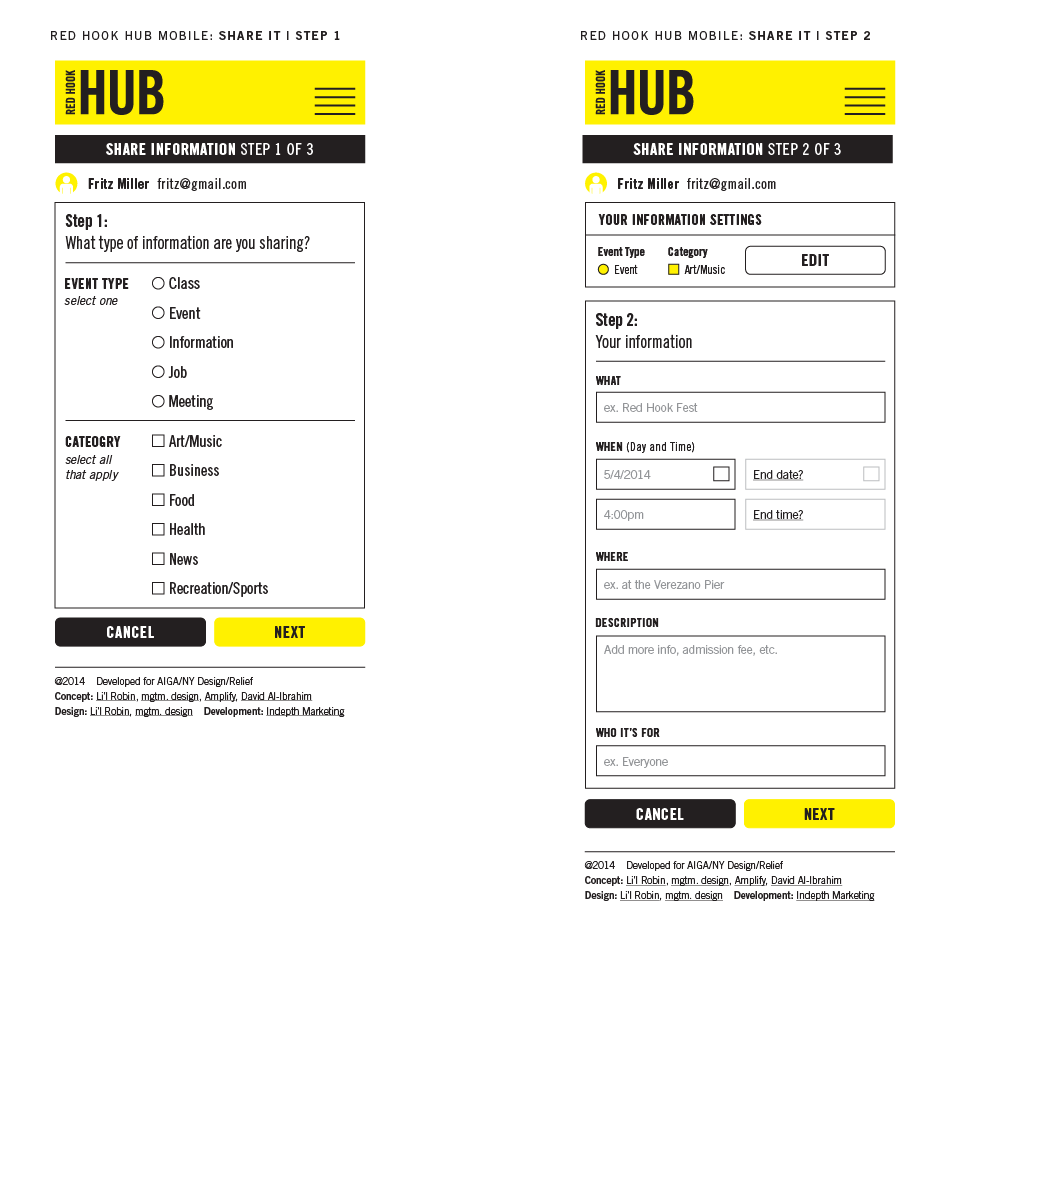 RED HOOK HUB MOBILE: SHARE IT | STEP 1
RED HOOK
HUB
SHARE INFORMATION STEP 1 OF 3
Fritz Miller fritz@gmail.com
Step 1:
What type of information are you sharing?
EVENT TYPE
select one
Class
Event
Information
Job
Meeting
CATEOGRY
select all
that apply
Art/Music
Business
Food
Health
News
Recreation/Sports
CANCEL
NEXT
@2014 Developed for AIGA/NY Design/Relief
Concept: Li'l Robin, mgtm. design, Amplify, David Al-Ibrahim
Design: Li'l Robin, mgtm. design Development: Indepth Marketing
RED HOOK HUB MOBILE: SHARE IT | STEP 2
RED HOOK
HUB
SHARE INFORMATION STEP 2 OF 3
Fritz Miller fritz@gmail.com
YOUR INFORMATION SETTINGS
Event Type
Event
Category
Art/Music
EDIT
Step 2:
Your information
WHAT
ex. Red Hook Fest
WHEN (Day and Time)
5/4/2014
End date?
4:00pm
End time?
WHERE
ex. at the Verezano Pier
DESCRIPTION
Add more info, admission fee, etc.
WHO IT'S FOR
ex. Everyone
CANCEL
NEXT
@2014 Developed for AIGA/NY Design/Relief
Concept: Li'l Robin, mgtm. design, Amplify, David Al-Ibrahim
Design: Li'l Robin, mgtm. design Development: Indepth Marketing